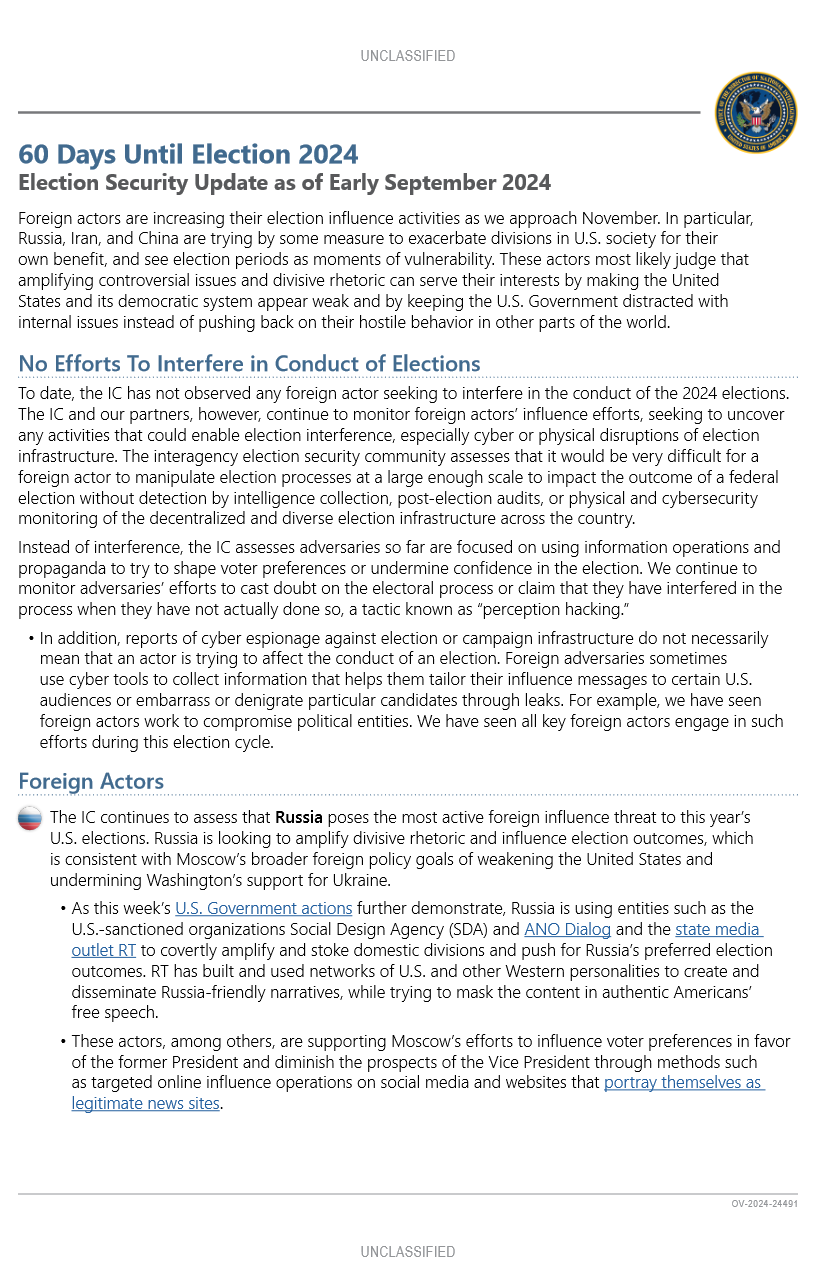 UNCLASSIFIED
60 Days Until Election 2024
Election Security Update as of Early September 2024
Foreign actors are increasing their election influence activities as we approach November. In particular,
Russia, Iran, and China are trying by some measure to exacerbate divisions in U.S. society for their
own benefit, and see election periods as moments of vulnerability. These actors most likely judge that
amplifying controversial issues and divisive rhetoric can serve their interests by making the United
States and its democratic system appear weak and by keeping the U.S. Government distracted with
internal issues instead of pushing back on their hostile behavior in other parts of the world.
No Efforts To Interfere in Conduct of Elections
To date, the IC has not observed any foreign actor seeking to interfere in the conduct of the 2024 elections.
The IC and our partners, however, continue to monitor foreign actors’ influence efforts, seeking to uncover
any activities that could enable election interference, especially cyber or physical disruptions of election
infrastructure. The interagency election security community assesses that it would be very difficult for a
foreign actor to manipulate election processes at a large enough scale to impact the outcome of a federal
election without detection by intelligence collection, post-election audits, or physical and cybersecurity
monitoring of the decentralized and diverse election infrastructure across the country.
Instead of interference, the IC assesses adversaries so far are focused on using information operations and
propaganda to try to shape voter preferences or undermine confidence in the election. We continue to
monitor adversaries’ efforts to cast doubt on the electoral process or claim that they have interfered in the
process when they have not actually done so, a tactic known as “perception hacking.”
• In addition, reports of cyber espionage against election or campaign infrastructure do not necessarily
mean that an actor is trying to affect the conduct of an election. Foreign adversaries sometimes
use cyber tools to collect information that helps them tailor their influence messages to certain U.S.
audiences or embarrass or denigrate particular candidates through leaks. For example, we have seen
foreign actors work to compromise political entities. We have seen all key foreign actors engage in such
efforts during this election cycle.
Foreign Actors
The IC continues to assess that Russia poses the most active foreign influence threat to this year’s
U.S. elections. Russia is looking to amplify divisive rhetoric and influence election outcomes, which
is consistent with Moscow’s broader foreign policy goals of weakening the United States and
undermining Washington’s support for Ukraine.
• As this week’s U.S. Government actions further demonstrate, Russia is using entities such as the
U.S.-sanctioned organizations Social Design Agency (SDA) and ANO Dialog and the state media
outlet RT to covertly amplify and stoke domestic divisions and push for Russia’s preferred election
outcomes. RT has built and used networks of U.S. and other Western personalities to create and
disseminate Russia-friendly narratives, while trying to mask the content in authentic Americans’
free speech.
• These actors, among others, are supporting Moscow’s efforts to influence voter preferences in favor
of the former President and diminish the prospects of the Vice President through methods such
as targeted online influence operations on social media and websites that portray themselves as
legitimate news sites.
OV-2024-24491
UNCLASSIFIED